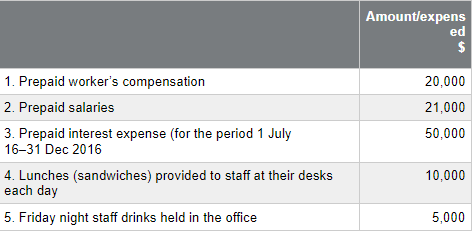 Amount/expens
ed
$
1. Prepaid worker's compensation 20,000
2. Prepaid salaries 21,000
3. Prepaid interest expense (for the period 1 July 50,000
16–31 Dec 2016
4. Lunches (sandwiches) provided to staff at their desks 10,000
each day
5. Friday night staff drinks held in the office 5,000